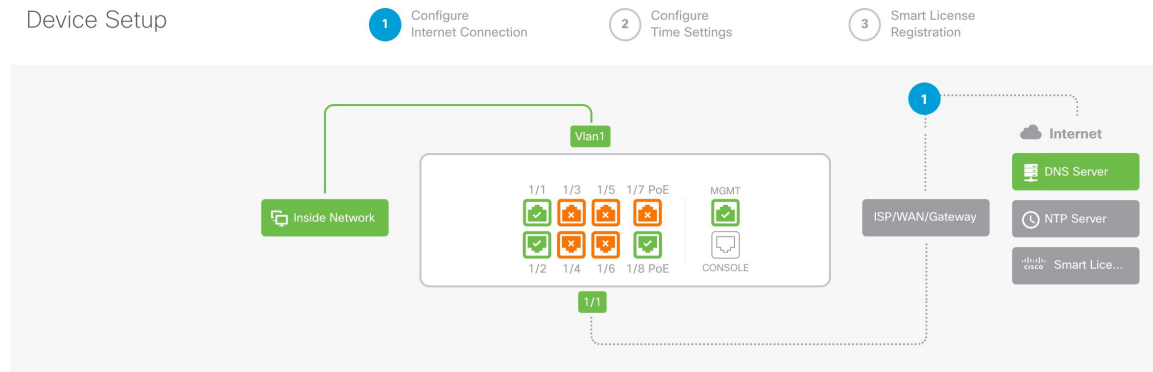 Device Setup
1
Configure
Internet Connection
2
Configure
Time Settings
3
Smart License
Registration
1
Internet
Vlan1
DNS Server
1/1 1/3 1/5 1/7 PoE MGMT
Inside Network
ISP/WAN/Gateway
NTP Server
1/2 1/4 1/6 1/8 PoE CONSOLE
cisco Smart Lice...
1/1